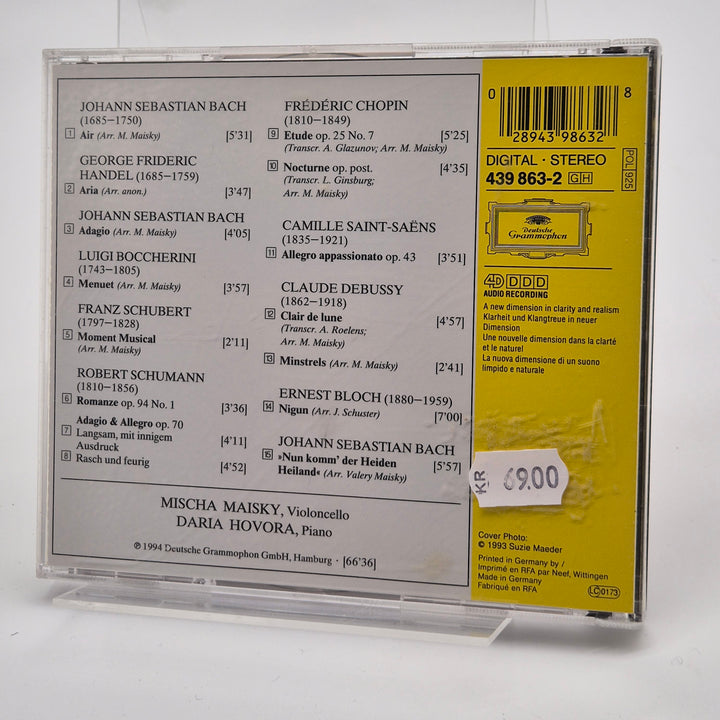 JOHANN SEBASTIAN BACH
(1685–1750)
1 Air (Arr. M. Maisky) [5'31]
GEORGE FRIDERIC
HANDEL (1685–1759)
2 Aria (Arr. anon.) [3'47]
JOHANN SEBASTIAN BACH
3 Adagio (Arr. M. Maisky) [4'05]
LUIGI BOCCHERINI
(1743–1805)
4 Menuet (Arr. M. Maisky) [3'57]
FRANZ SCHUBERT
(1797–1828)
5 Moment Musical [2'11]
(Arr. M. Maisky)
ROBERT SCHUMANN
(1810–1856)
6 Romanze op. 94 No. 1 [3'36]
Adagio & Allegro op. 70
7 Langsam, mit innigem [4'11]
Ausdruck
8 Rasch und feurig [4'52]
FRÉDÉRIC CHOPIN
(1810–1849)
9 Etude op. 25 No. 7 [5'25]
(Transcr. A. Glazunov; Arr. M. Maisky)
10 Nocturne op. post. [4'35]
(Transcr. L. Ginsburg;
Arr. M. Maisky)
CAMILLE SAINT-SAËNS
(1835–1921)
11 Allegro appassionato op. 43 [3'51]
CLAUDE DEBUSSY
(1862–1918)
12 Clair de lune [4'57]
(Transcr. A. Roelens;
Arr. M. Maisky)
13 Minstrels (Arr. M. Maisky) [2'41]
ERNEST BLOCH (1880–1959)
14 Nigun (Arr. J. Schuster) [7'00]
JOHANN SEBASTIAN BACH
15 »Nun komm' der Heiden [5'57]
Heiland« (Arr. Valery Maisky)
MISCHA MAISKY, Violoncello
DARIA HOVORA, Piano
℗ 1994 Deutsche Grammophon GmbH, Hamburg · [66'36]
0 28943 98632 8
DIGITAL · STEREO
439 863-2 GH
POL 925
Deutsche
Grammophon
4D DDD
AUDIO RECORDING
A new dimension in clarity and realism
Klarheit und Klangtreue in neuer
Dimension
Une nouvelle dimension dans la clarté
et le naturel
La nuova dimensione di un suono
limpido e naturale
KR 69.00
Cover Photo:
© 1993 Suzie Maeder
Printed in Germany by /
Imprimé en RFA par Neef, Wittingen
Made in Germany
Fabriqué en RFA
LC 0173